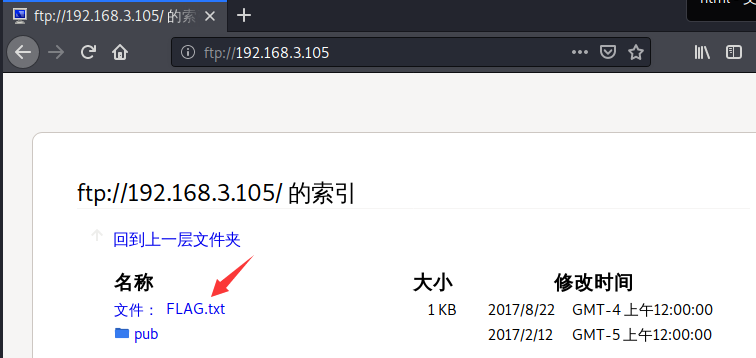 ftp://192.168.3.105/ 的索
ftp://192.168.3.105
ftp://192.168.3.105/ 的索引
回到上一层文件夹
名称 大小 修改时间
文件： FLAG.txt 1 KB 2017/8/22 GMT-4 上午12:00:00
pub 2017/2/12 GMT-5 上午12:00:00